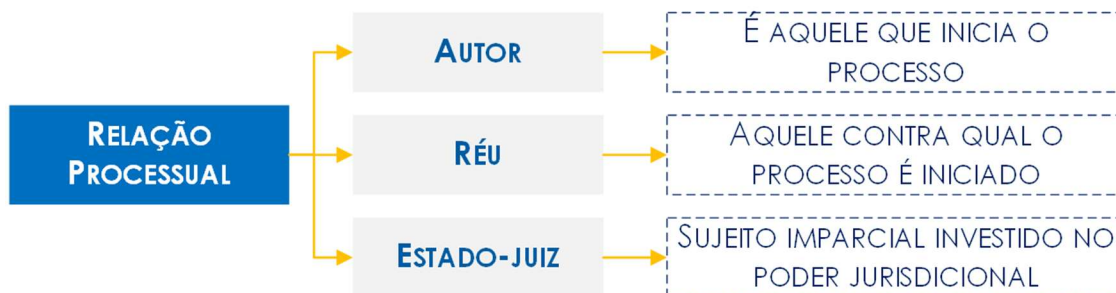 RELAÇÃO
PROCESSUAL
AUTOR
É AQUELE QUE INICIA O
PROCESSO
RÉU
AQUELE CONTRA QUAL O
PROCESSO É INICIADO
ESTADO-JUIZ
SUJEITO IMPARCIAL INVESTIDO NO
PODER JURISDICIONAL